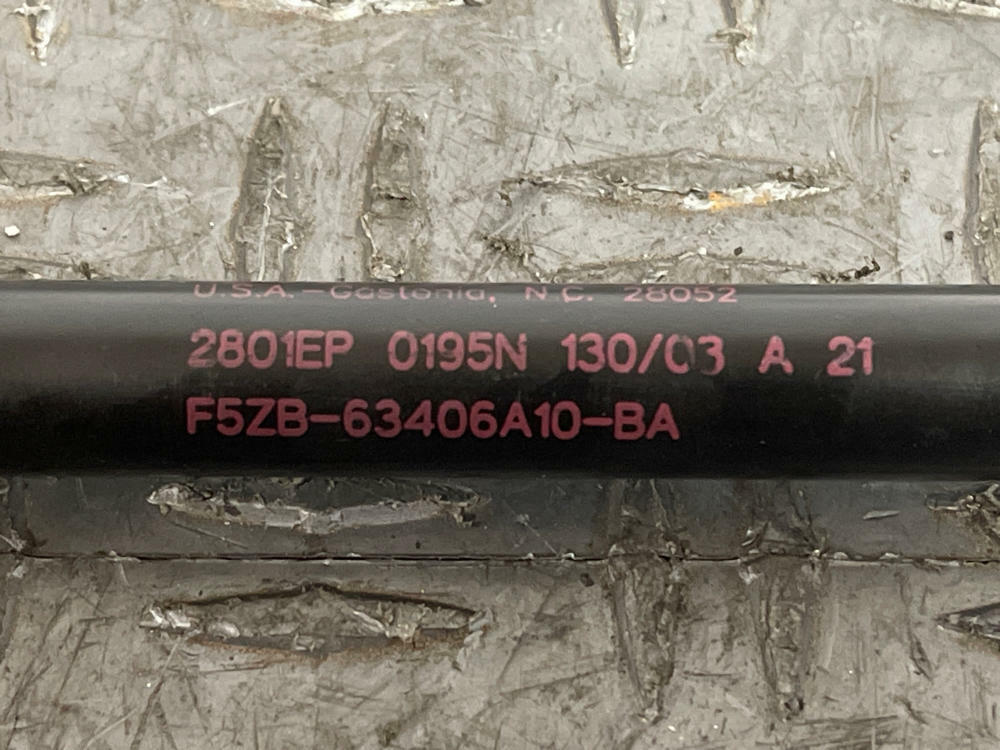 U.S.A. -Gastonia, N.C. 28052
2801EP 0195N 130/03 A 21
F5ZB-63406A10-BA